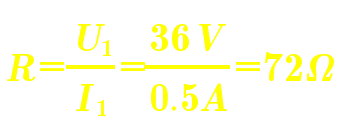 R = U₁/I₁ = 36 V/0.5A = 72Ω